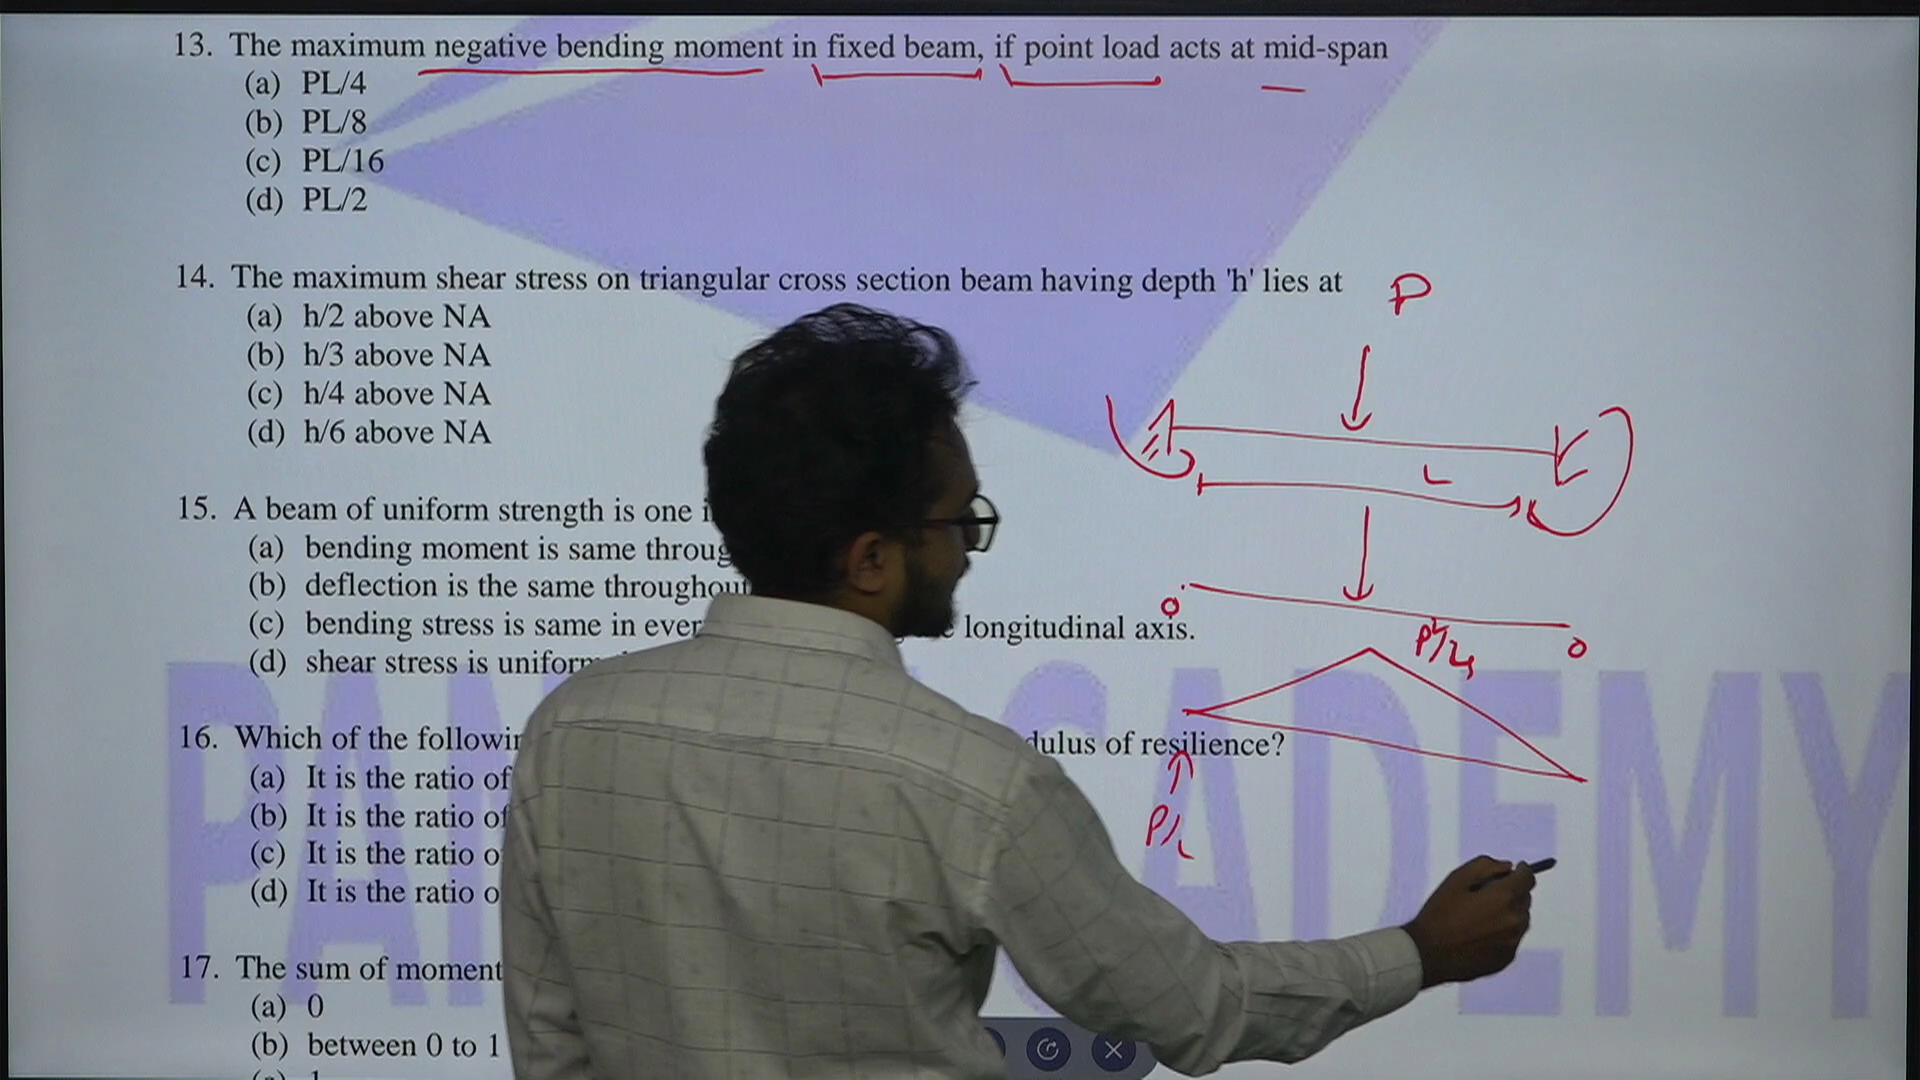 13. The maximum negative bending moment in fixed beam, if point load acts at mid-span
(a) PL/4
(b) PL/8
(c) PL/16
(d) PL/2
14. The maximum shear stress on triangular cross section beam having depth 'h' lies at
(a) h/2 above NA
(b) h/3 above NA
(c) h/4 above NA
(d) h/6 above NA
P
L
15. A beam of uniform strength is one
(a) bending moment is same throug
(b) deflection is the same throughout
(c) bending stress is same in ever longitudinal axis.
(d) shear stress is uniform
0
0
16. Which of the followin dulus of resilience?
(a) It is the ratio of
(b) It is the ratio of
(c) It is the ratio o
(d) It is the ratio o
17. The sum of moment
(a) 0
(b) between 0 to 1
ACADEMY